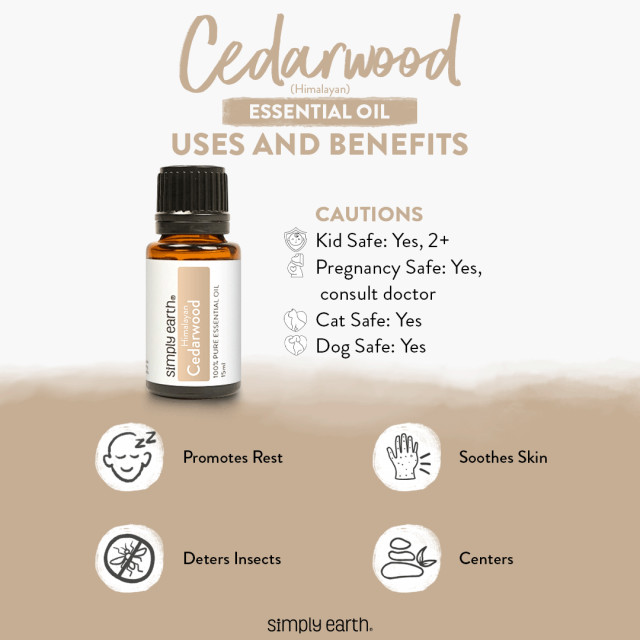 Cedarwood
(Himalayan)
ESSENTIAL OIL
USES AND BENEFITS
CAUTIONS
Kid Safe: Yes, 2+
Pregnancy Safe: Yes,
consult doctor
Cat Safe: Yes
Dog Safe: Yes
simply earth®
Himalayan
Cedarwood
100% PURE ESSENTIAL OIL
15ml
zzz
Promotes Rest
Soothes Skin
Deters Insects
Centers
simply earth®